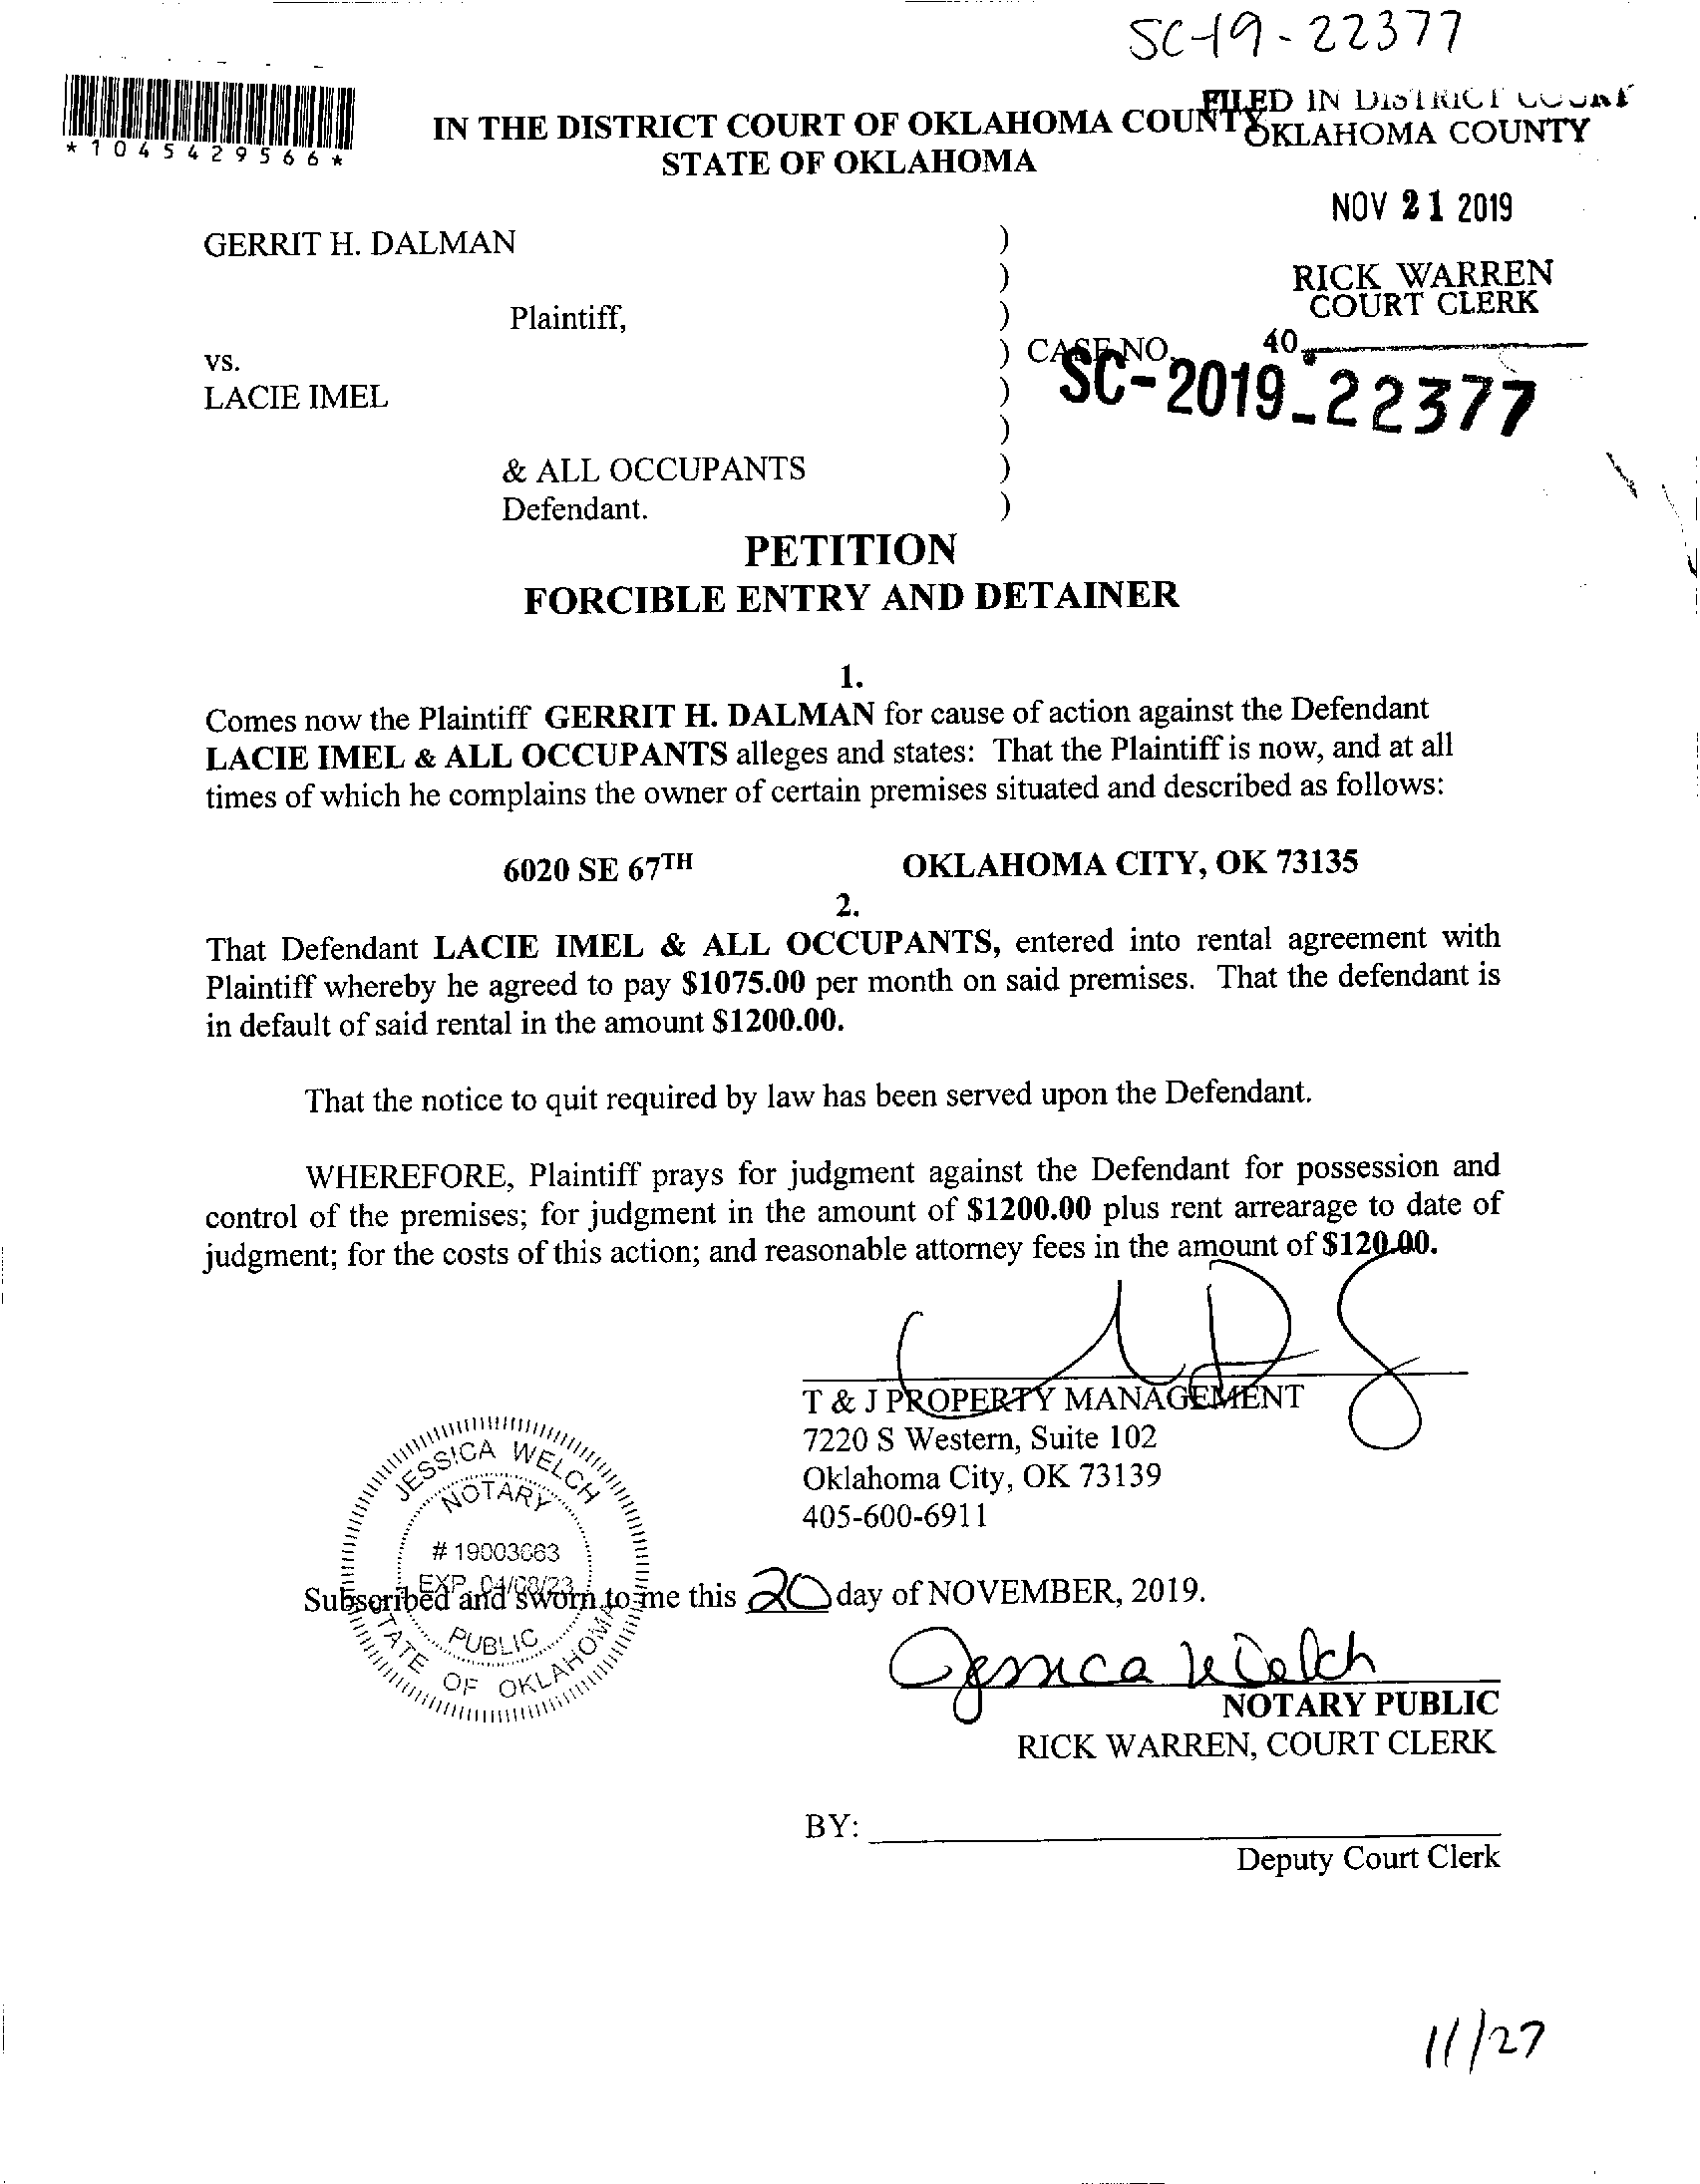 SC-19-22377
*1045429566*
IN THE DISTRICT COURT OF OKLAHOMA COUNTY
STATE OF OKLAHOMA
FILED IN DISTRICT COURT
OKLAHOMA COUNTY
NOV 21 2019
RICK WARREN
COURT CLERK
40
GERRIT H. DALMAN )
)
Plaintiff, )
vs. ) CASE NO.
SC-2019-22377
LACIE IMEL )
)
& ALL OCCUPANTS )
Defendant. )
PETITION
FORCIBLE ENTRY AND DETAINER
1.
Comes now the Plaintiff GERRIT H. DALMAN for cause of action against the Defendant
LACIE IMEL & ALL OCCUPANTS alleges and states: That the Plaintiff is now, and at all
times of which he complains the owner of certain premises situated and described as follows:
6020 SE 67TH OKLAHOMA CITY, OK 73135
2.
That Defendant LACIE IMEL & ALL OCCUPANTS, entered into rental agreement with
Plaintiff whereby he agreed to pay $1075.00 per month on said premises. That the defendant is
in default of said rental in the amount $1200.00.
That the notice to quit required by law has been served upon the Defendant.
WHEREFORE, Plaintiff prays for judgment against the Defendant for possession and
control of the premises; for judgment in the amount of $1200.00 plus rent arrearage to date of
judgment; for the costs of this action; and reasonable attorney fees in the amount of $120.00.
T & J PROPERTY MANAGEMENT
7220 S Western, Suite 102
Oklahoma City, OK 73139
405-600-6911
JESSICA WELCH
NOTARY
# 19003663
EXP. 04/08/23
PUBLIC
STATE OF OKLAHOMA
Subscribed and sworn to me this 20 day of NOVEMBER, 2019.
Jessica Welch
NOTARY PUBLIC
RICK WARREN, COURT CLERK
BY:
Deputy Court Clerk
11/27